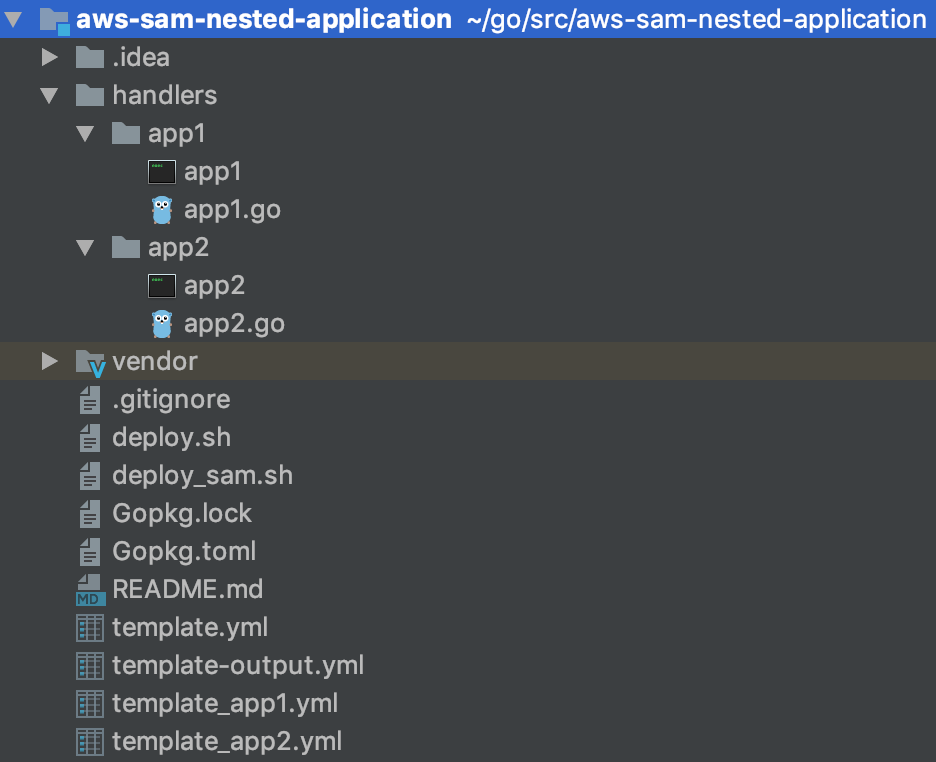 aws-sam-nested-application ~/go/src/aws-sam-nested-application
.idea
handlers
app1
app1
app1.go
app2
app2
app2.go
vendor
.gitignore
deploy.sh
deploy_sam.sh
Gopkg.lock
Gopkg.toml
MD README.md
template.yml
template-output.yml
template_app1.yml
template_app2.yml